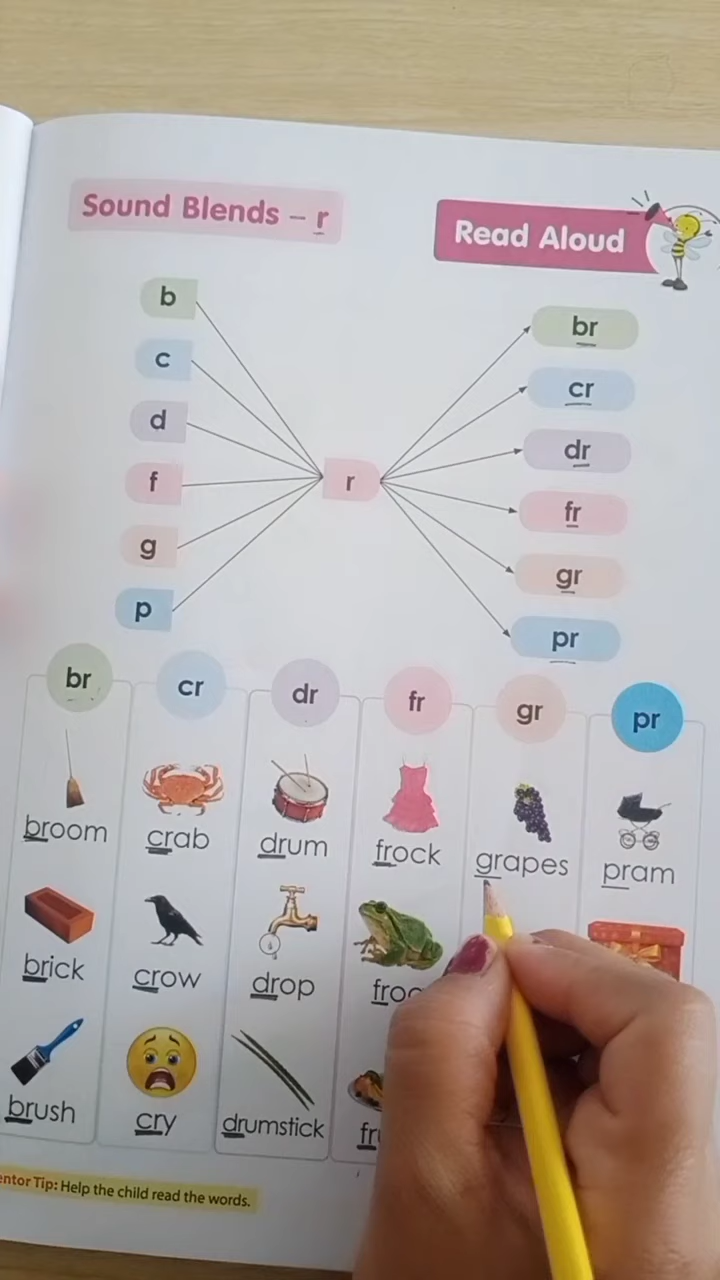 Sound Blends – r
Read Aloud
b
c
d
f
g
p
r
br
cr
dr
fr
gr
pr
br cr dr fr gr pr
broom crab drum frock grapes pram
brick crow drop
brush cry drumstick
Tip: Help the child read the words.